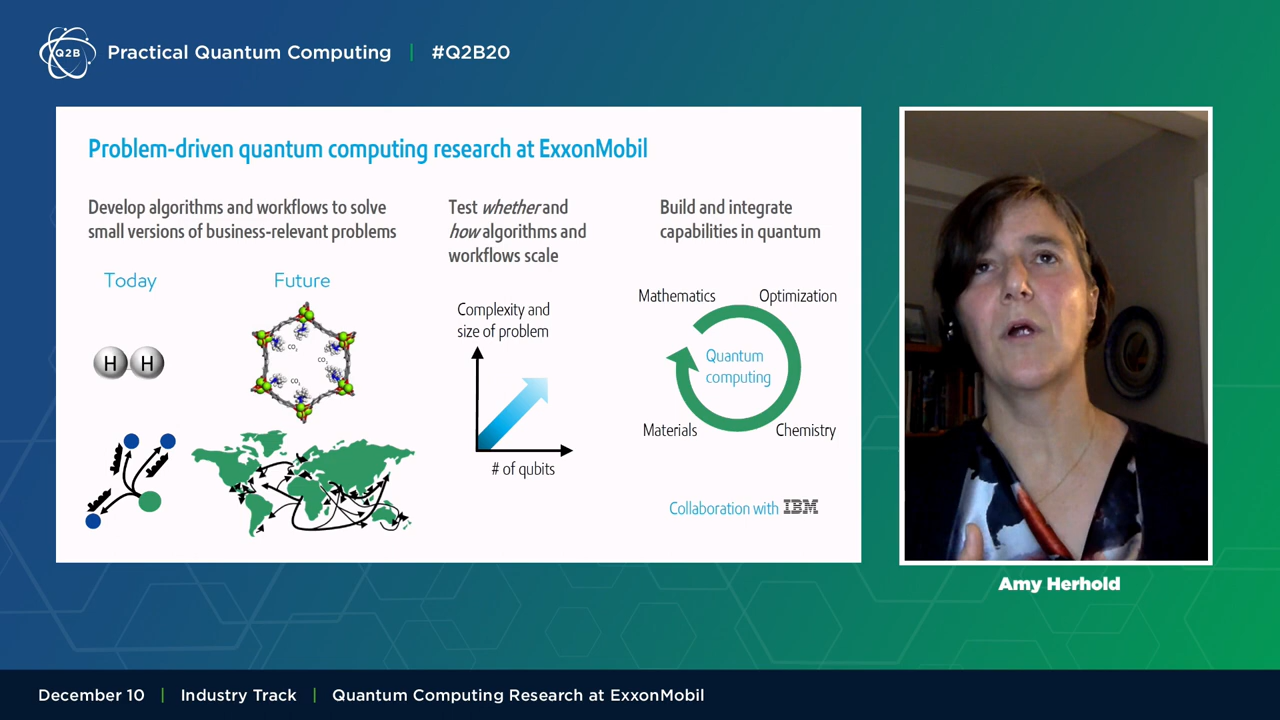 Q2B
Practical Quantum Computing | #Q2B20
Problem-driven quantum computing research at ExxonMobil
Develop algorithms and workflows to solve
small versions of business-relevant problems
Today
Future
H H
CO2
CO2
CO2
Test whether and
how algorithms and
workflows scale
Complexity and
size of problem
# of qubits
Build and integrate
capabilities in quantum
Mathematics
Optimization
Quantum
computing
Materials
Chemistry
Collaboration with IBM
Amy Herhold
December 10 | Industry Track | Quantum Computing Research at ExxonMobil